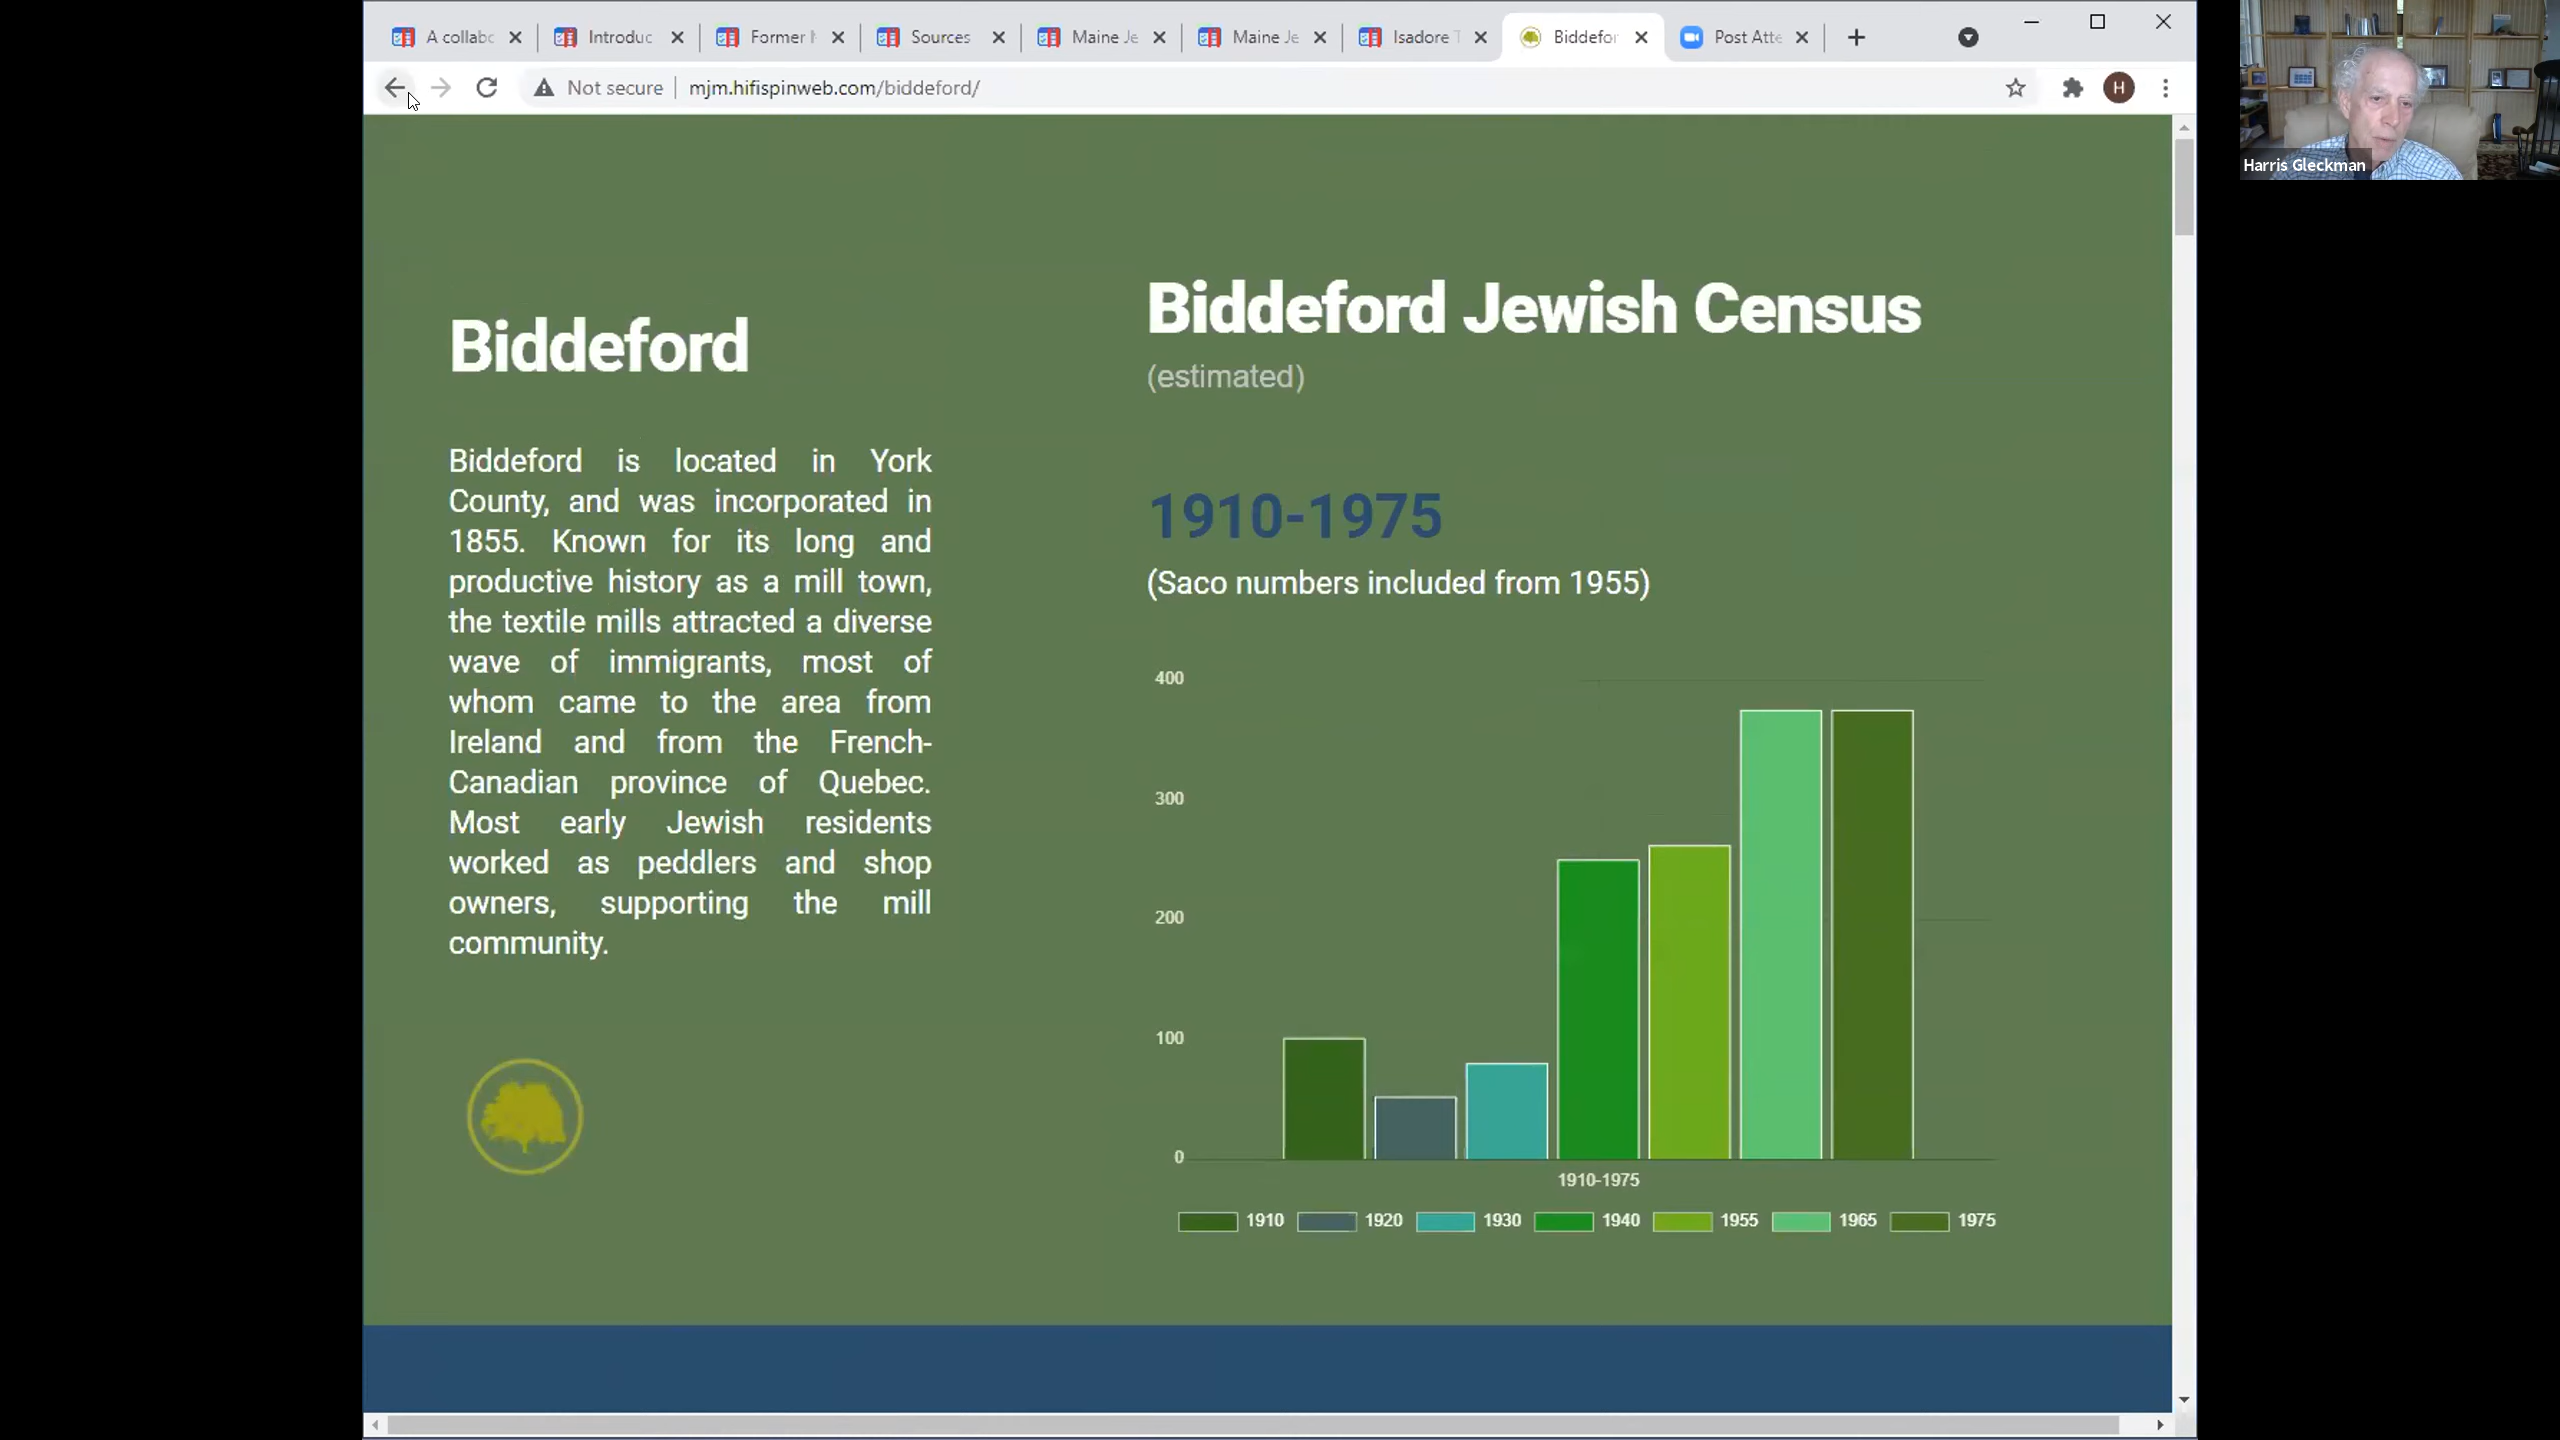 A collabo
Introduc
Former
Sources
Maine Je
Maine Je
Isadore T
Biddefor
Post Atte
Not secure
mjm.hifispinweb.com/biddeford/
H
Harris Gleckman
Biddeford
Biddeford is located in York
County, and was incorporated in
1855. Known for its long and
productive history as a mill town,
the textile mills attracted a diverse
wave of immigrants, most of
whom came to the area from
Ireland and from the French-
Canadian province of Quebec.
Most early Jewish residents
worked as peddlers and shop
owners, supporting the mill
community.
Biddeford Jewish Census
(estimated)
1910-1975
(Saco numbers included from 1955)
400
300
200
100
0
1910-1975
1910 1920 1930 1940 1955 1965 1975